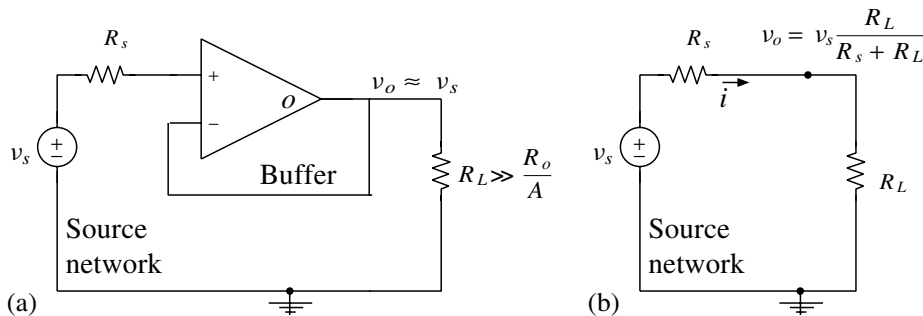 R_s
+
−
o
v_o ≈ v_s
v_s
+
−
Buffer
R_L ≫ R_o/A
Source
network
(a)
v_o = v_s R_L/(R_s + R_L)
R_s
i
v_s
+
−
R_L
Source
network
(b)